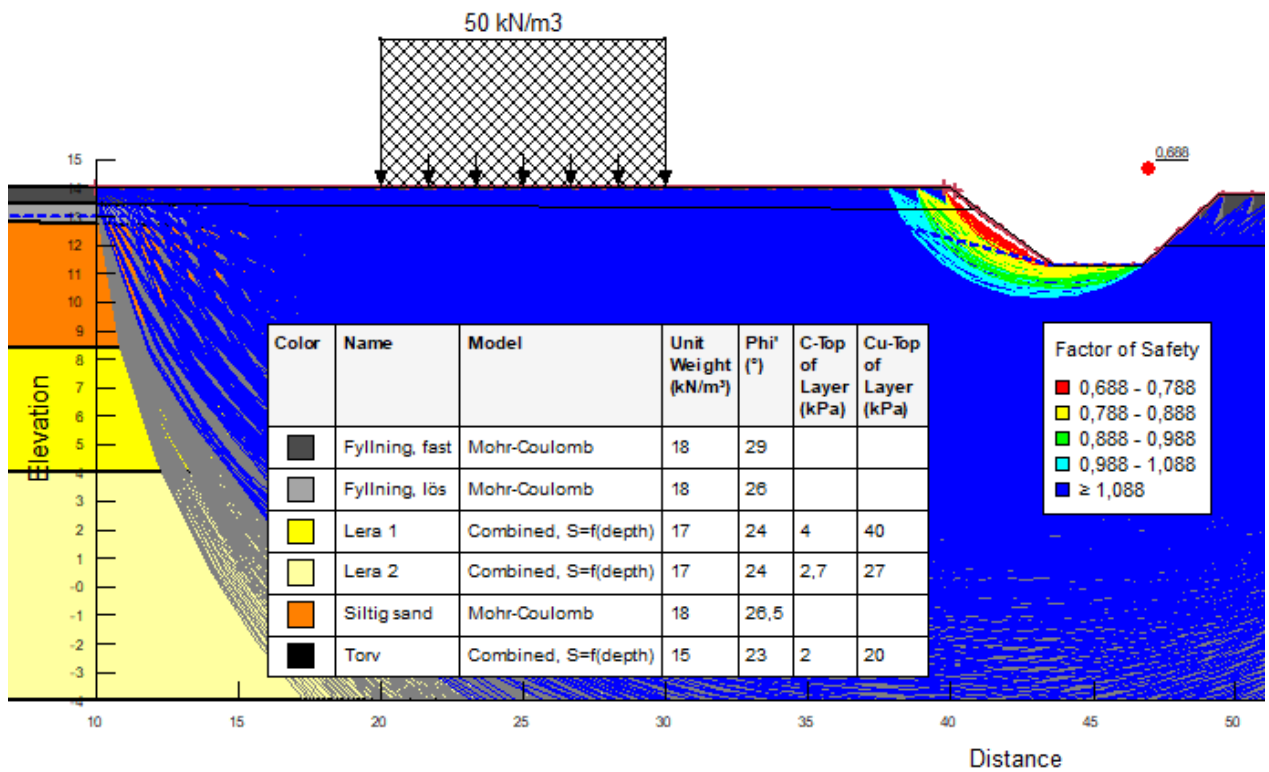 50 kN/m3
0,688
15
14
13
12
11
10
9
8
7
6
5
4
3
2
1
-0
-1
-2
-3
-4
Elevation
Color Name Model Unit Weight (kN/m³) Phi' (°) C-Top of Layer (kPa) Cu-Top of Layer (kPa)
Fyllning, fast Mohr-Coulomb 18 29
Fyllning, lös Mohr-Coulomb 18 26
Lera 1 Combined, S=f(depth) 17 24 4 40
Lera 2 Combined, S=f(depth) 17 24 2,7 27
Siltig sand Mohr-Coulomb 18 26,5
Torv Combined, S=f(depth) 15 23 2 20
Factor of Safety
0,688 - 0,788
0,788 - 0,888
0,888 - 0,988
0,988 - 1,088
≥ 1,088
10 15 20 25 30 35 40 45 50
Distance